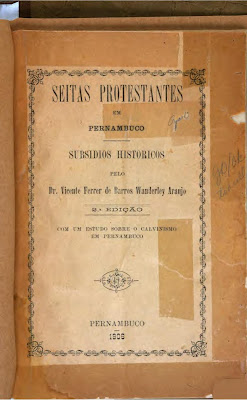 SEITAS PROTESTANTES
EM
PERNAMBUCO
SUBSIDIOS HISTORICOS
PELO
Dr. Vicente Ferrer de Barros Wanderley Araujo
2.ª EDIÇÃO
COM UM ESTUDO SOBRE O CALVINISMO
EM PERNAMBUCO
PERNAMBUCO
1906